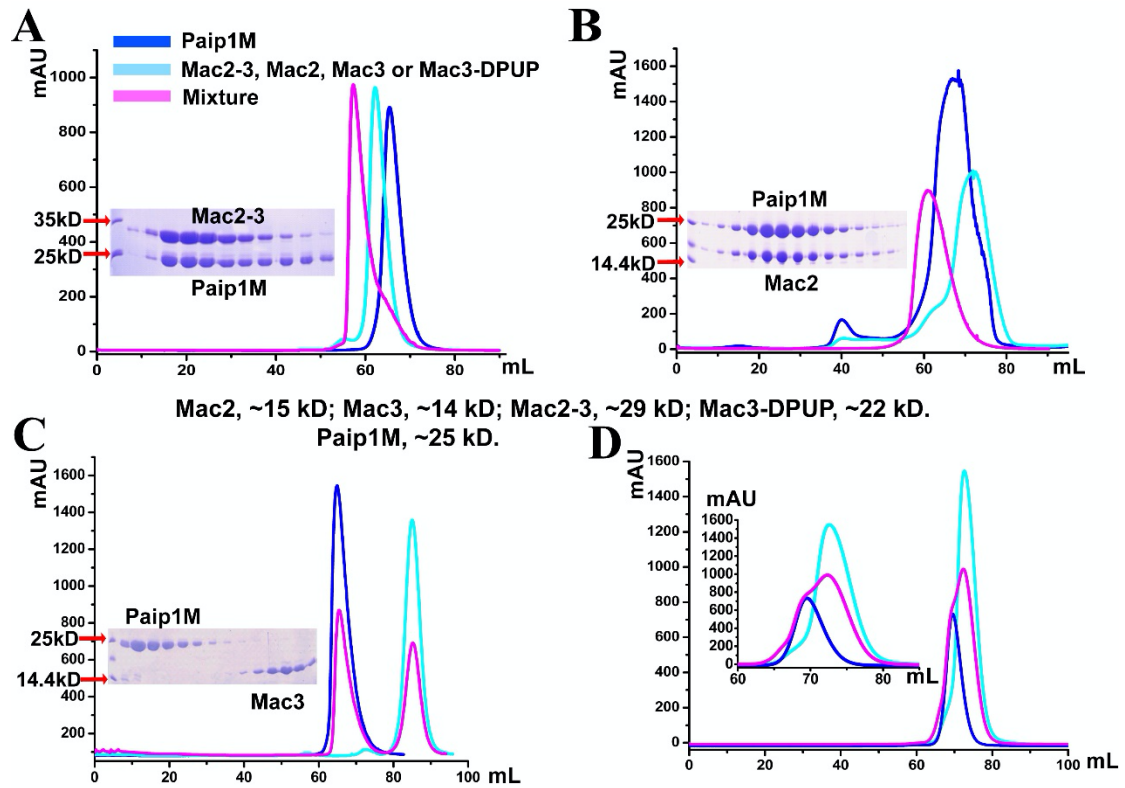 A
mAU
1000
800
600
400
200
0
Paip1M
Mac2-3, Mac2, Mac3 or Mac3-DPUP
Mixture
35kD
25kD
Mac2-3
Paip1M
0 20 40 60 80 mL
B
mAU
1600
1400
1200
1000
800
600
400
200
0
25kD
14.4kD
Paip1M
Mac2
0 20 40 60 80 mL
Mac2, ~15 kD; Mac3, ~14 kD; Mac2-3, ~29 kD; Mac3-DPUP, ~22 kD.
Paip1M, ~25 kD.
C
mAU
1600
1400
1200
1000
800
600
400
200
25kD
14.4kD
Paip1M
Mac3
0 20 40 60 80 100 mL
D
mAU
1600
1400
1200
1000
800
600
400
200
0
mAU
1600
1400
1200
1000
800
600
400
200
0
60 70 80 mL
0 20 40 60 80 100 mL